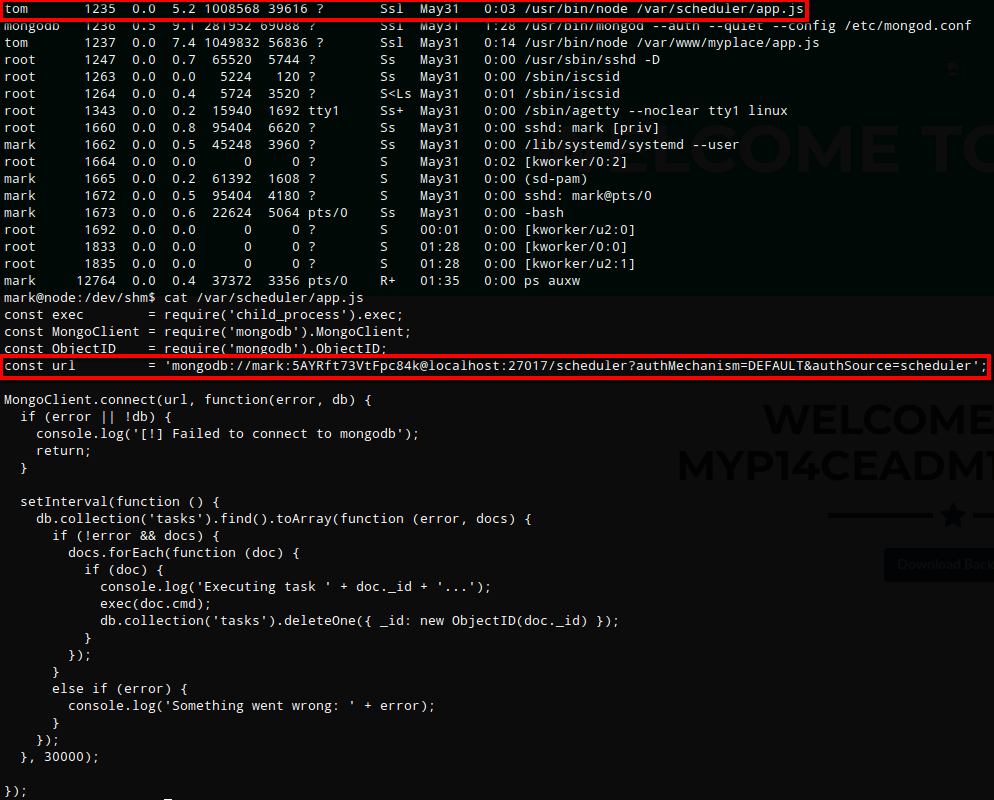 tom      1235  0.0  5.2 1008568 39616 ?       Ssl  May31   0:03 /usr/bin/node /var/scheduler/app.js
mongodb  1236  0.5  9.1 281952 69088 ?        Ssl  May31   1:28 /usr/bin/mongod --auth --quiet --config /etc/mongod.conf
tom      1237  0.0  7.4 1049832 56836 ?       Ssl  May31   0:14 /usr/bin/node /var/www/myplace/app.js
root     1247  0.0  0.7  65520  5744 ?        Ss   May31   0:00 /usr/sbin/sshd -D
root     1263  0.0  0.0   5224   120 ?        Ss   May31   0:00 /sbin/iscsid
root     1264  0.0  0.4   5724  3520 ?        S<Ls May31   0:01 /sbin/iscsid
root     1343  0.0  0.2  15940  1692 tty1     Ss+  May31   0:00 /sbin/agetty --noclear tty1 linux
root     1660  0.0  0.8  95404  6620 ?        Ss   May31   0:00 sshd: mark [priv]
mark     1662  0.0  0.5  45248  3960 ?        Ss   May31   0:00 /lib/systemd/systemd --user
root     1664  0.0  0.0      0     0 ?        S    May31   0:02 [kworker/0:2]
mark     1665  0.0  0.2  61392  1608 ?        S    May31   0:00 (sd-pam)
mark     1672  0.0  0.5  95404  4180 ?        S    May31   0:00 sshd: mark@pts/0
mark     1673  0.0  0.6  22624  5064 pts/0    Ss   May31   0:00 -bash
root     1692  0.0  0.0      0     0 ?        S    00:01   0:00 [kworker/u2:0]
root     1833  0.0  0.0      0     0 ?        S    01:28   0:00 [kworker/0:0]
root     1835  0.0  0.0      0     0 ?        S    01:28   0:00 [kworker/u2:1]
mark    12764  0.0  0.4  37372  3356 pts/0    R+   01:35   0:00 ps auxw
mark@node:/dev/shm$ cat /var/scheduler/app.js
const exec        = require('child_process').exec;
const MongoClient = require('mongodb').MongoClient;
const ObjectID    = require('mongodb').ObjectID;
const url         = 'mongodb://mark:5AYRft73VtFpc84k@localhost:27017/scheduler?authMechanism=DEFAULT&authSource=scheduler';
MongoClient.connect(url, function(error, db) {
  if (error || !db) {
    console.log('[!] Failed to connect to mongodb');
    return;
  }
  setInterval(function () {
    db.collection('tasks').find().toArray(function (error, docs) {
      if (!error && docs) {
        docs.forEach(function (doc) {
          if (doc) {
            console.log('Executing task ' + doc._id + '...');
            exec(doc.cmd);
            db.collection('tasks').deleteOne({ _id: new ObjectID(doc._id) });
          }
        });
      }
      else if (error) {
        console.log('Something went wrong: ' + error);
      }
    });
  }, 30000);
});
WELCOME TO
WELCOME
MYP14CEADM1
Download Back